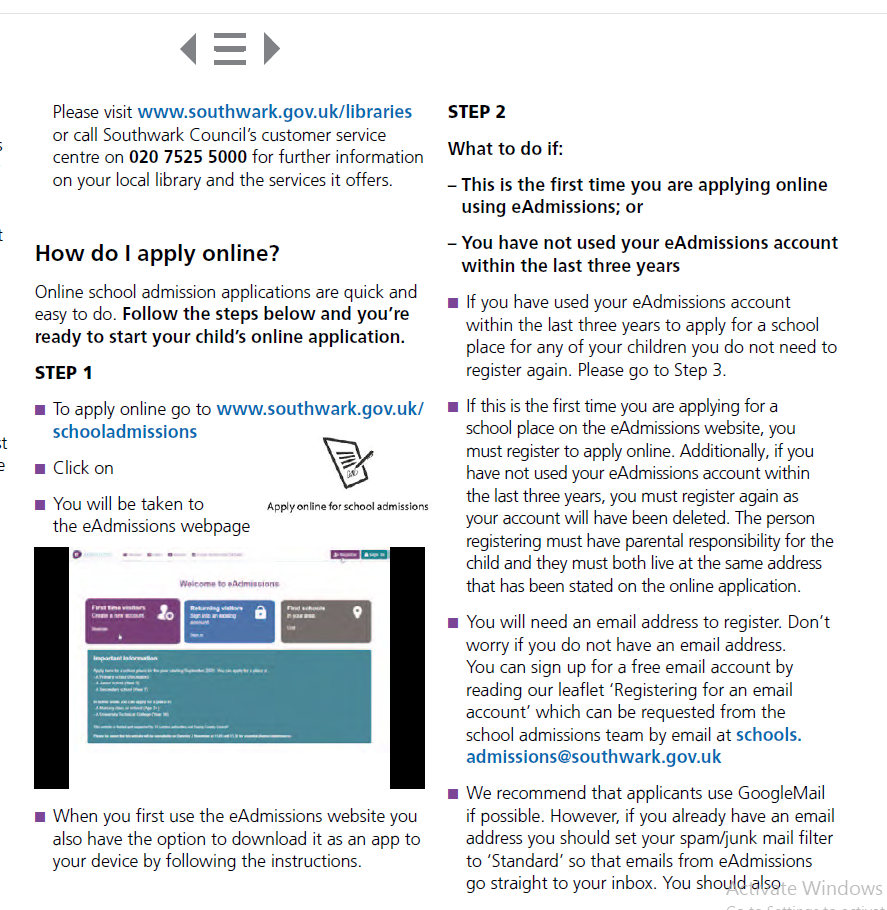 Please visit www.southwark.gov.uk/libraries
or call Southwark Council's customer service
centre on 020 7525 5000 for further information
on your local library and the services it offers.
How do I apply online?
Online school admission applications are quick and
easy to do. Follow the steps below and you're
ready to start your child's online application.
STEP 1
■ To apply online go to www.southwark.gov.uk/
schooladmissions
■ Click on
Apply online for school admissions
■ You will be taken to
the eAdmissions webpage
Welcome to eAdmissions
First time visitors
Create a new account
Register
Returning visitors
Sign into an existing
account
Sign in
Find schools
in your area
Important information
■ When you first use the eAdmissions website you
also have the option to download it as an app to
your device by following the instructions.
STEP 2
What to do if:
– This is the first time you are applying online
using eAdmissions; or
– You have not used your eAdmissions account
within the last three years
■ If you have used your eAdmissions account
within the last three years to apply for a school
place for any of your children you do not need to
register again. Please go to Step 3.
■ If this is the first time you are applying for a
school place on the eAdmissions website, you
must register to apply online. Additionally, if you
have not used your eAdmissions account within
the last three years, you must register again as
your account will have been deleted. The person
registering must have parental responsibility for the
child and they must both live at the same address
that has been stated on the online application.
■ You will need an email address to register. Don't
worry if you do not have an email address.
You can sign up for a free email account by
reading our leaflet 'Registering for an email
account' which can be requested from the
school admissions team by email at schools.
admissions@southwark.gov.uk
■ We recommend that applicants use GoogleMail
if possible. However, if you already have an email
address you should set your spam/junk mail filter
to 'Standard' so that emails from eAdmissions
go straight to your inbox. You should also
Activate Windows